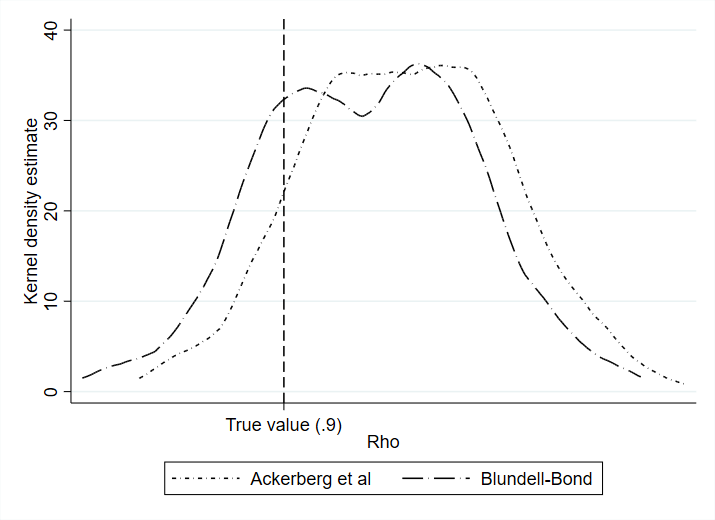 40
30
20
10
0
Kernel density estimate
True value (.9)
Rho
Ackerberg et al
Blundell-Bond